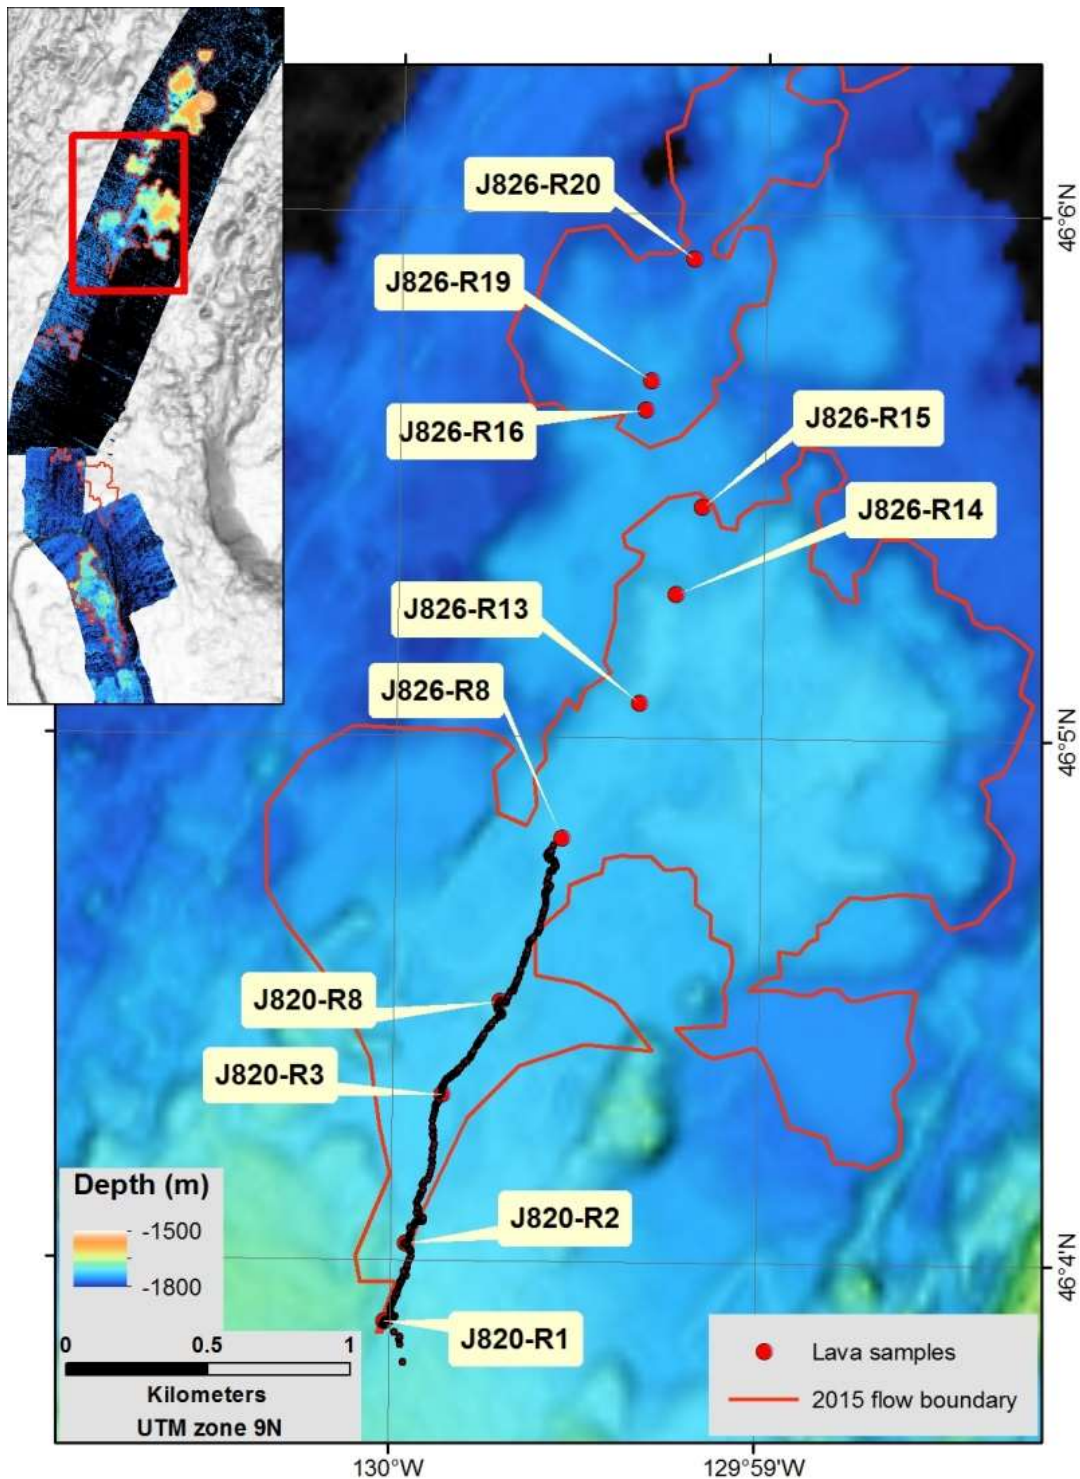 J826-R20
46°6'N
J826-R19
J826-R15
J826-R16
J826-R14
J826-R13
J826-R8
46°5'N
J820-R8
J820-R3
Depth (m)
-1500
-1800
J820-R2
46°4'N
J820-R1
0 0.5 1
Kilometers
UTM zone 9N
Lava samples
2015 flow boundary
130°W
129°59'W